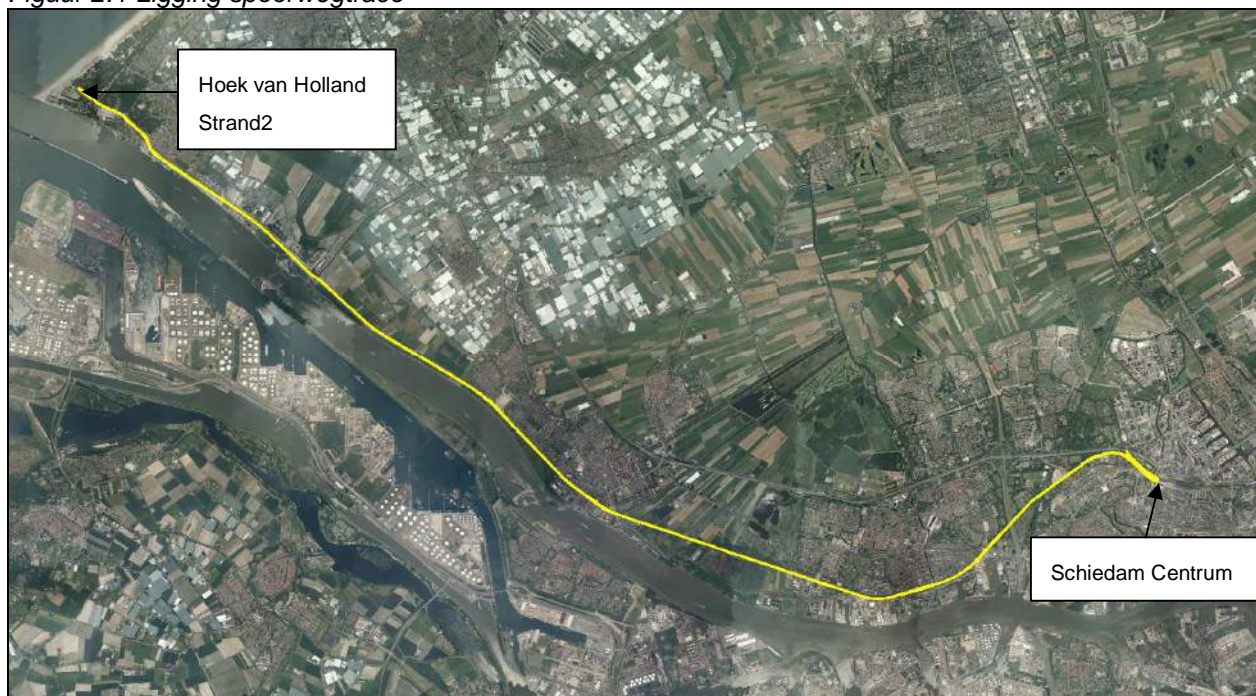 Figuur 2.1 Ligging spoorwegtracé
Hoek van Holland
Strand2
Schiedam Centrum